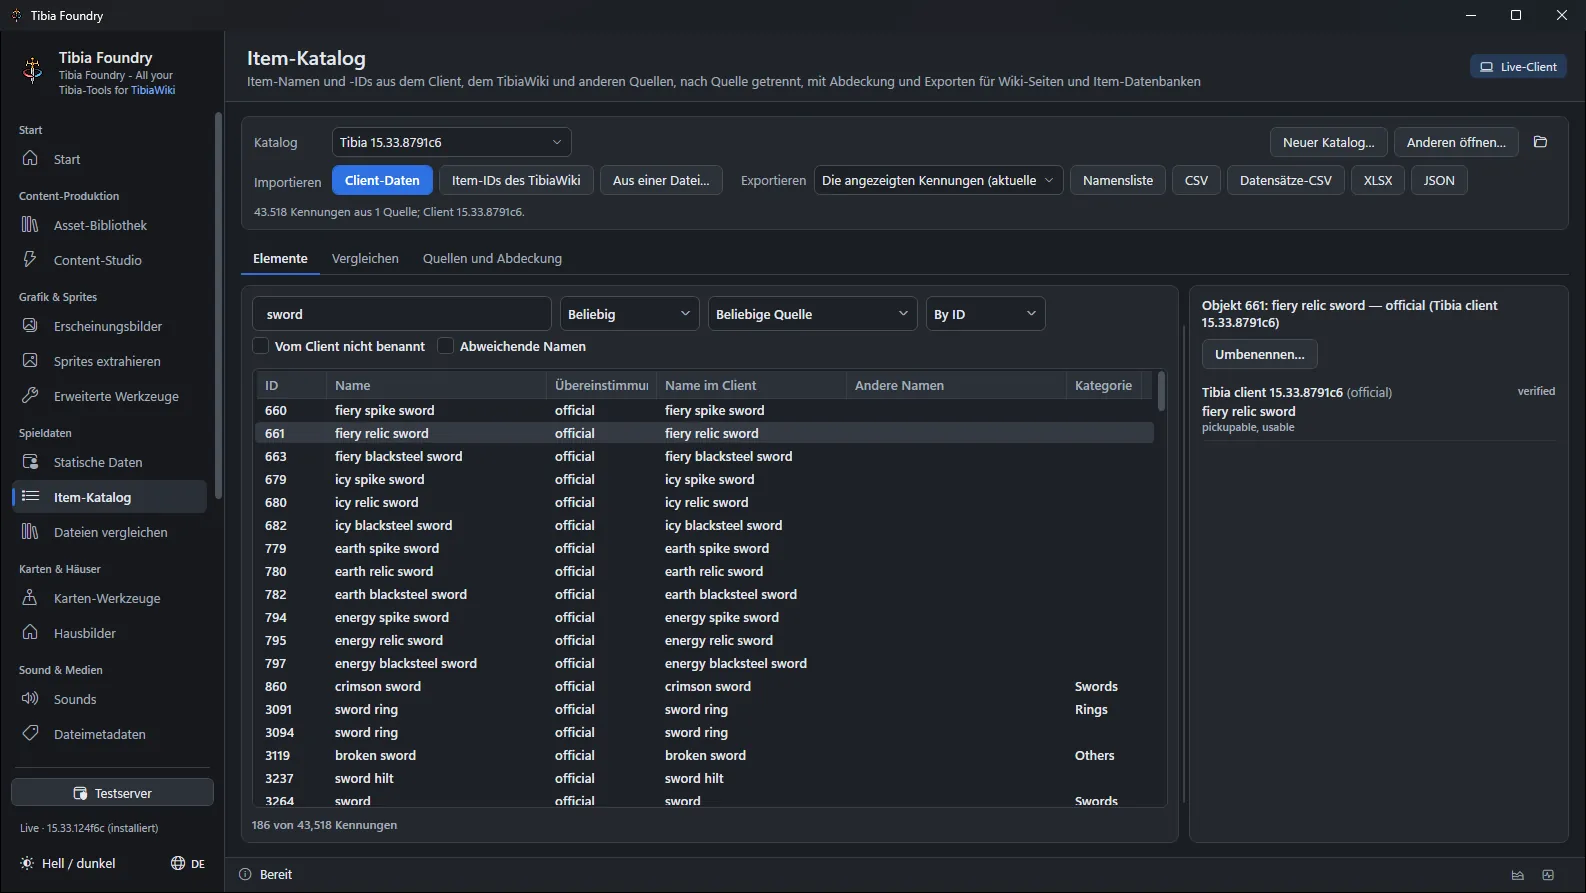 Tibia Foundry
Tibia Foundry
Tibia Foundry - All your
Tibia-Tools for TibiaWiki
Start
Start
Content-Produktion
Asset-Bibliothek
Content-Studio
Grafik & Sprites
Erscheinungsbilder
Sprites extrahieren
Erweiterte Werkzeuge
Spieldaten
Statische Daten
Item-Katalog
Dateien vergleichen
Karten & Häuser
Karten-Werkzeuge
Hausbilder
Sound & Medien
Sounds
Dateimetadaten
Testserver
Live · 15.33.124f6c (installiert)
Hell / dunkel DE
Item-Katalog
Item-Namen und -IDs aus dem Client, dem TibiaWiki und anderen Quellen, nach Quelle getrennt, mit Abdeckung und Exporten für Wiki-Seiten und Item-Datenbanken
Live-Client
Katalog Tibia 15.33.8791c6 Neuer Katalog... Anderen öffnen...
Importieren Client-Daten Item-IDs des TibiaWiki Aus einer Datei... Exportieren Die angezeigten Kennungen (aktuelle Namensliste CSV Datensätze-CSV XLSX JSON
43.518 Kennungen aus 1 Quelle; Client 15.33.8791c6.
Elemente Vergleichen Quellen und Abdeckung
sword Beliebig Beliebige Quelle By ID
Vom Client nicht benannt Abweichende Namen
ID Name Übereinstimmu Name im Client Andere Namen Kategorie
660 fiery spike sword official fiery spike sword
661 fiery relic sword official fiery relic sword
663 fiery blacksteel sword official fiery blacksteel sword
679 icy spike sword official icy spike sword
680 icy relic sword official icy relic sword
682 icy blacksteel sword official icy blacksteel sword
779 earth spike sword official earth spike sword
780 earth relic sword official earth relic sword
782 earth blacksteel sword official earth blacksteel sword
794 energy spike sword official energy spike sword
795 energy relic sword official energy relic sword
797 energy blacksteel sword official energy blacksteel sword
860 crimson sword official crimson sword Swords
3091 sword ring official sword ring Rings
3094 sword ring official sword ring
3119 broken sword official broken sword Others
3237 sword hilt official sword hilt
3264 sword official sword Swords
186 von 43,518 Kennungen
Objekt 661: fiery relic sword — official (Tibia client
15.33.8791c6)
Umbenennen...
Tibia client 15.33.8791c6 (official) verified
fiery relic sword
pickupable, usable
Bereit